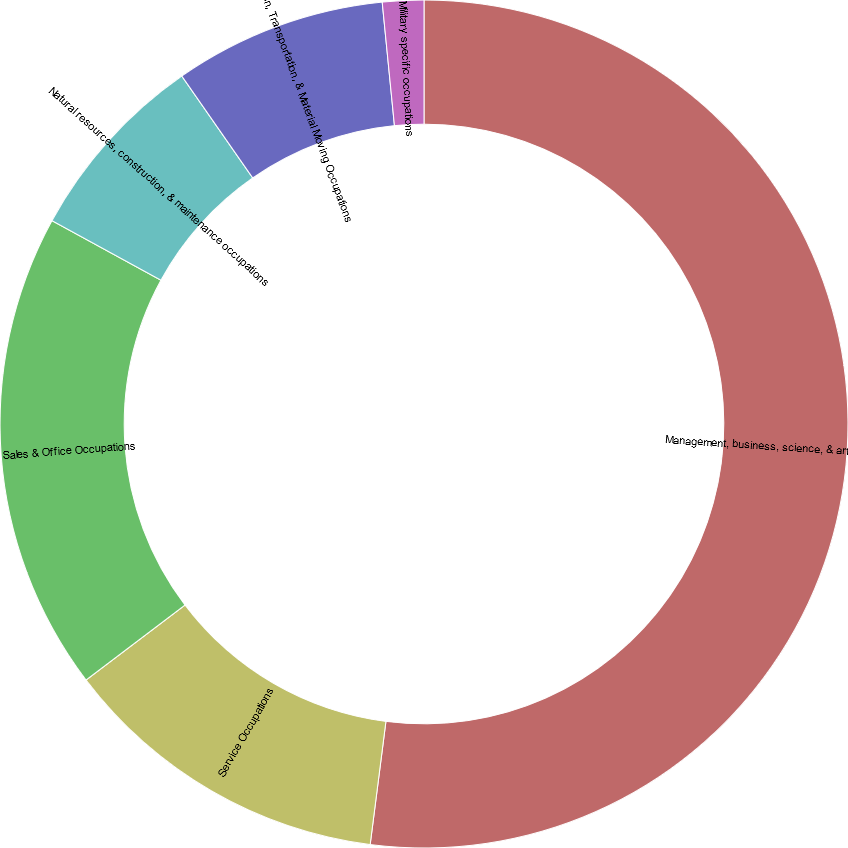 Military specific occupations
Transportation, & Material Moving Occupations
Natural resources, construction, & maintenance occupations
Management, business, science, &
Sales & Office Occupations
Service Occupations